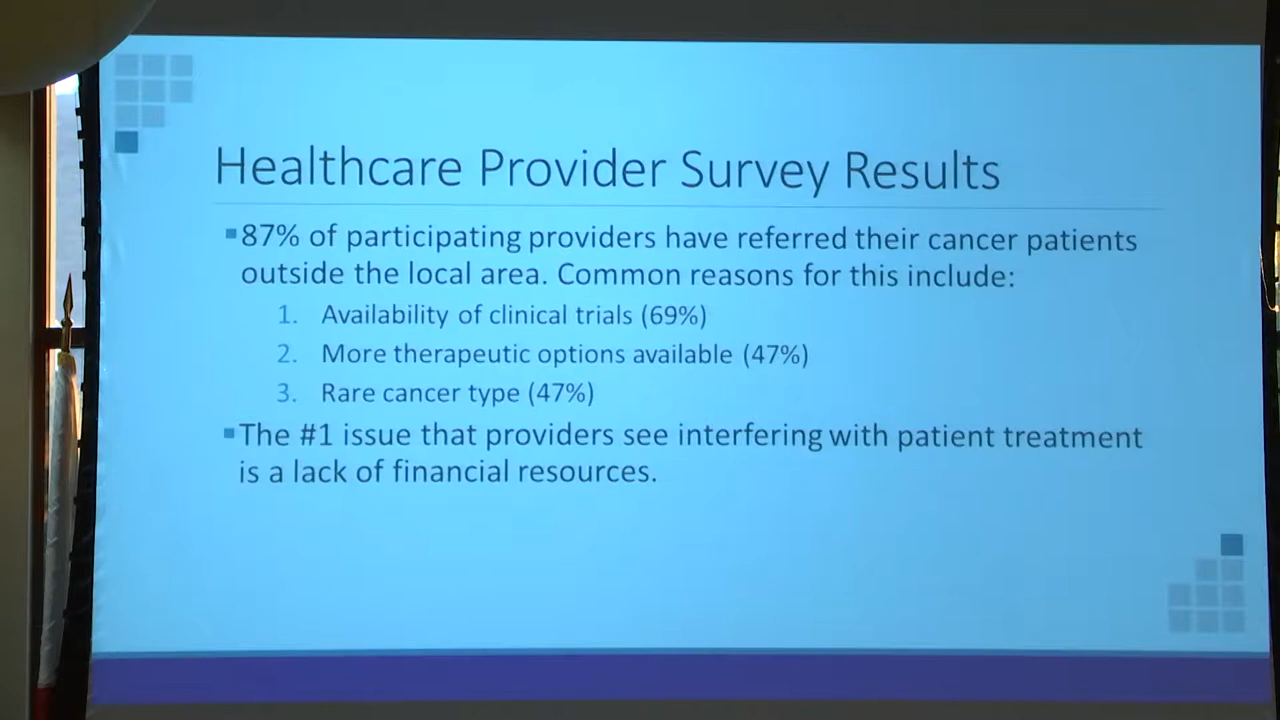 Healthcare Provider Survey Results
▪87% of participating providers have referred their cancer patients
outside the local area. Common reasons for this include:
1. Availability of clinical trials (69%)
2. More therapeutic options available (47%)
3. Rare cancer type (47%)
▪The #1 issue that providers see interfering with patient treatment
is a lack of financial resources.